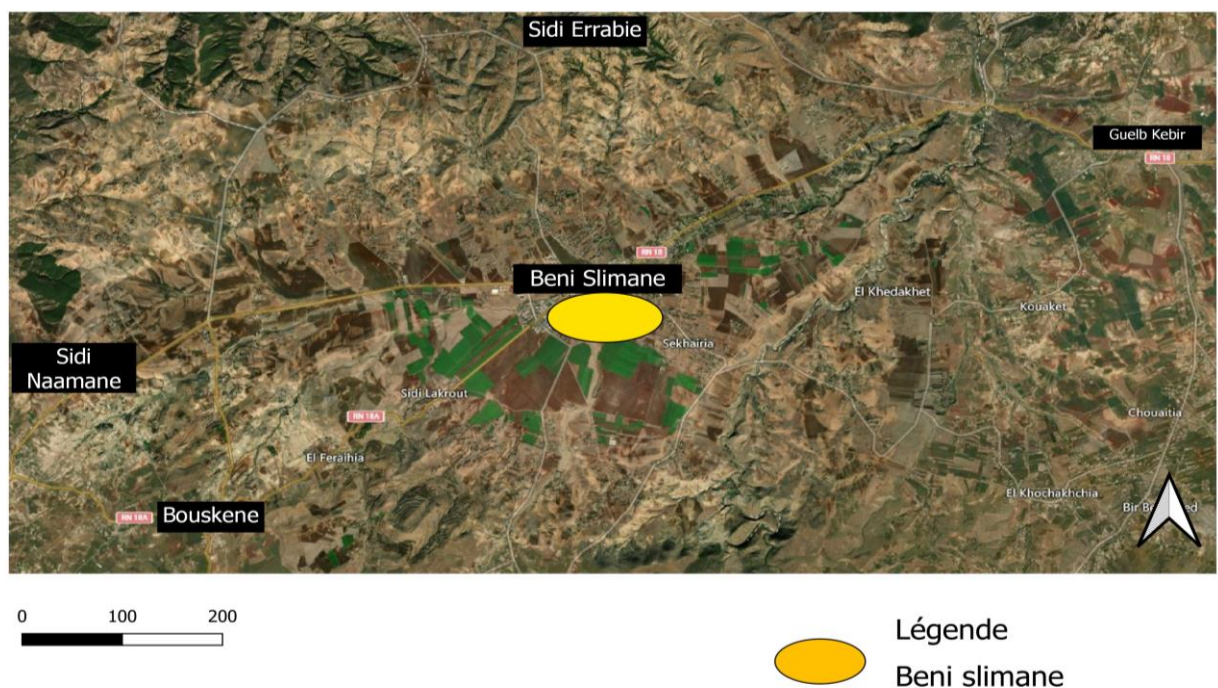 Sidi Errabie
Guelb Kebir
RN 18
RN 18
Beni Slimane
El Khedakhet
Kouaket
Sekhairia
Sidi
Naamane
Sidi Lakrout
RN 18A
Chouaitia
El Feraihia
El Khochakhchia
Bouskene
RN 18A
Bir
0 100 200
Légende
Beni slimane